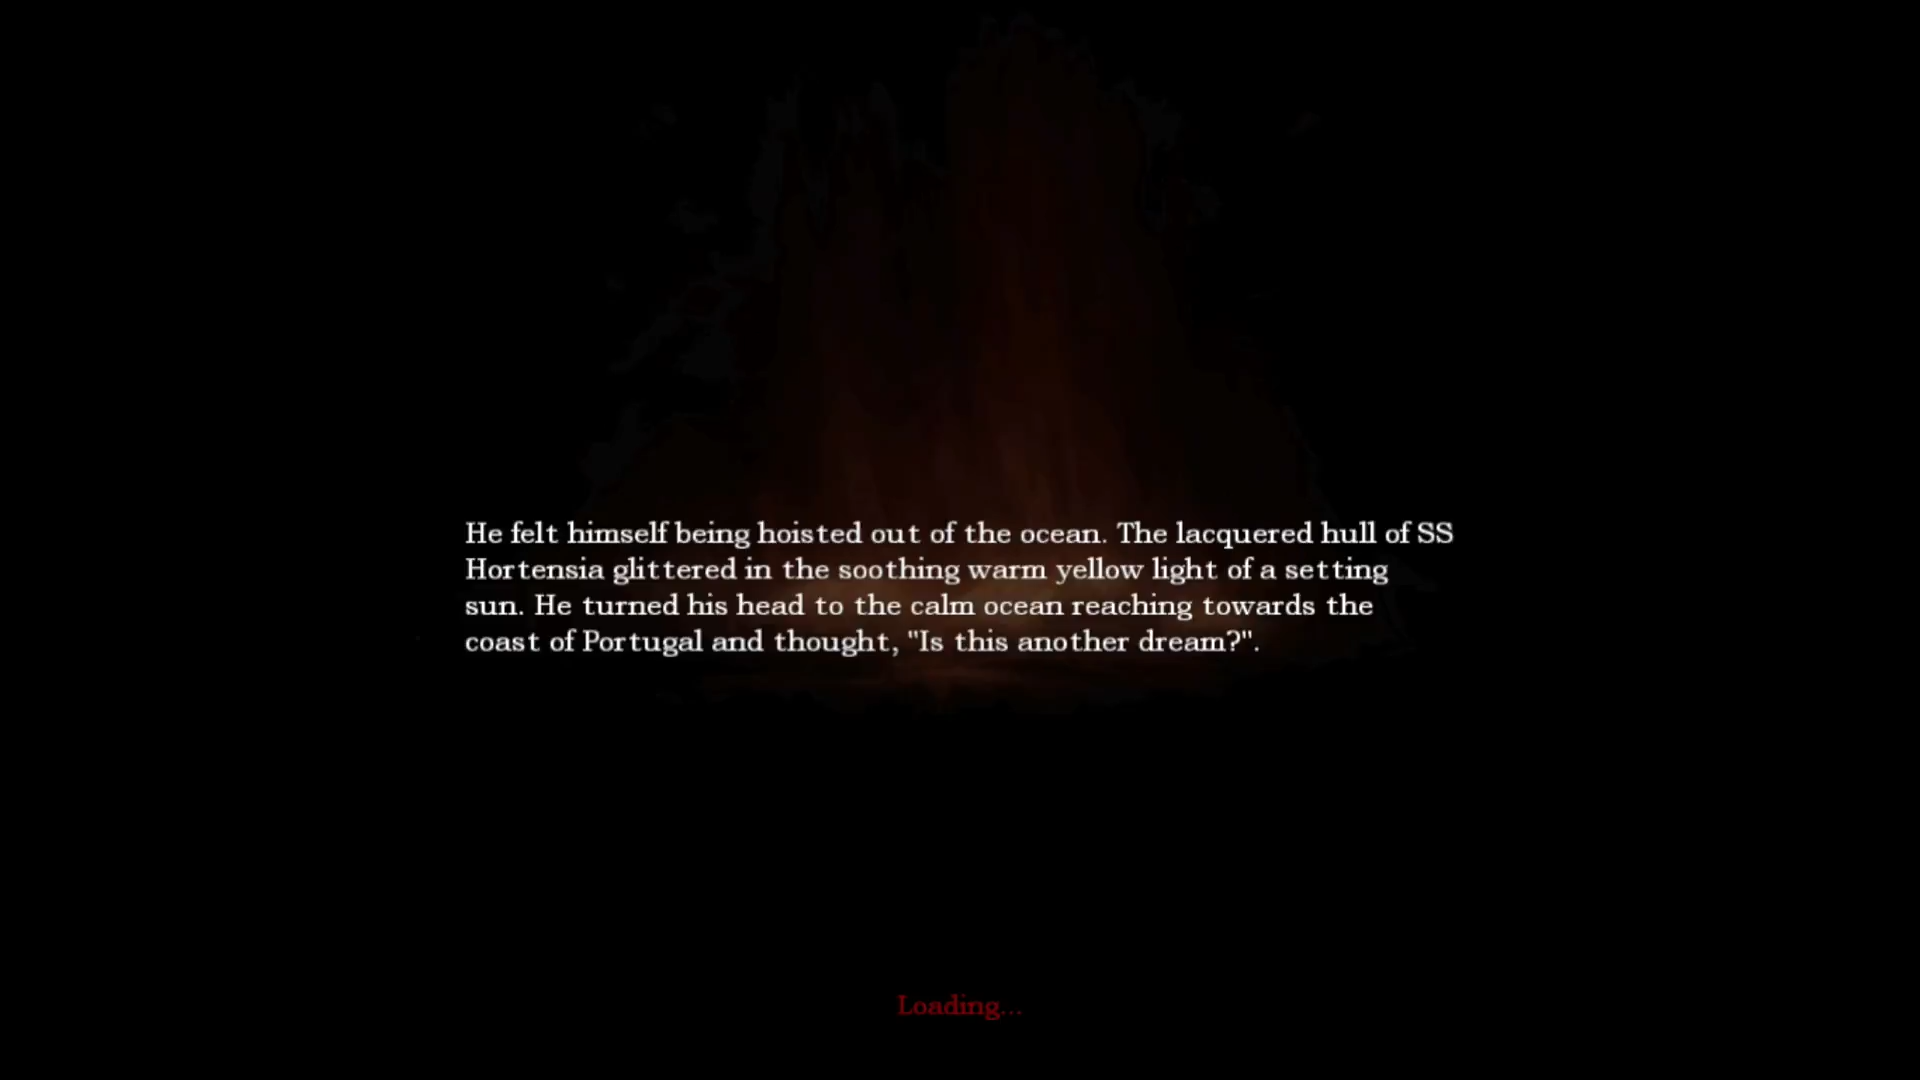 He felt himself being hoisted out of the ocean. The lacquered hull of SS
Hortensia glittered in the soothing warm yellow light of a setting
sun. He turned his head to the calm ocean reaching towards the
coast of Portugal and thought, "Is this another dream?".
Loading...